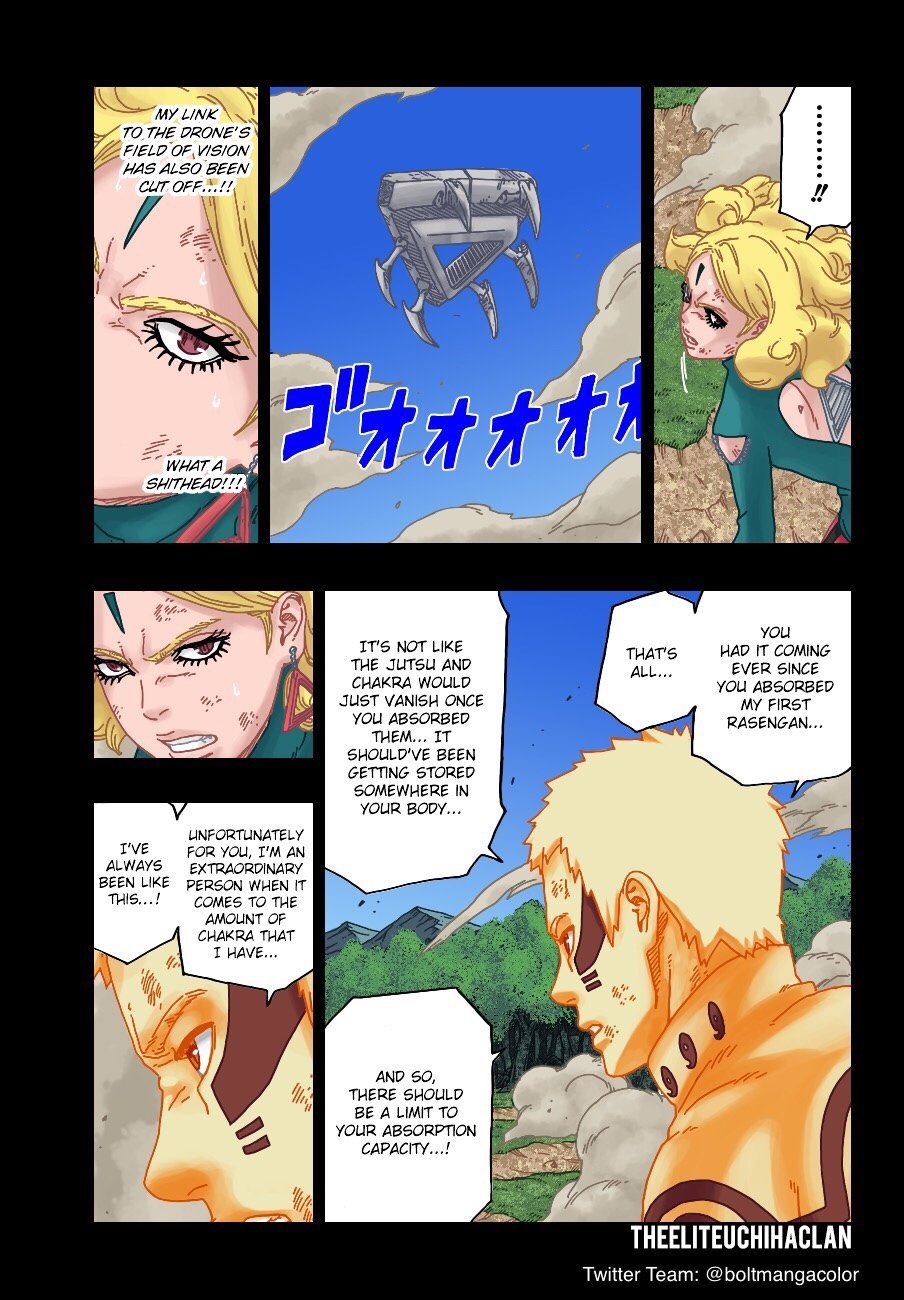 .........!!
ゴオオオオオ
MY LINK
TO THE DRONE'S
FIELD OF VISION
HAS ALSO BEEN
CUT OFF...!!
WHAT A
SHITHEAD!!!
YOU
HAD IT COMING
EVER SINCE
YOU ABSORBED
MY FIRST
RASENGAN...
THAT'S
ALL...
IT'S NOT LIKE
THE JUTSU AND
CHAKRA WOULD
JUST VANISH ONCE
YOU ABSORBED
THEM... IT
SHOULD'VE BEEN
GETTING STORED
SOMEWHERE IN
YOUR BODY...
AND SO,
THERE SHOULD
BE A LIMIT TO
YOUR ABSORPTION
CAPACITY...!
UNFORTUNATELY
FOR YOU, I'M AN
EXTRAORDINARY
PERSON WHEN IT
COMES TO THE
AMOUNT OF
CHAKRA THAT
I HAVE...
I'VE
ALWAYS
BEEN LIKE
THIS...!
THEELITEUCHIHACLAN
Twitter Team: @boltmangacolor